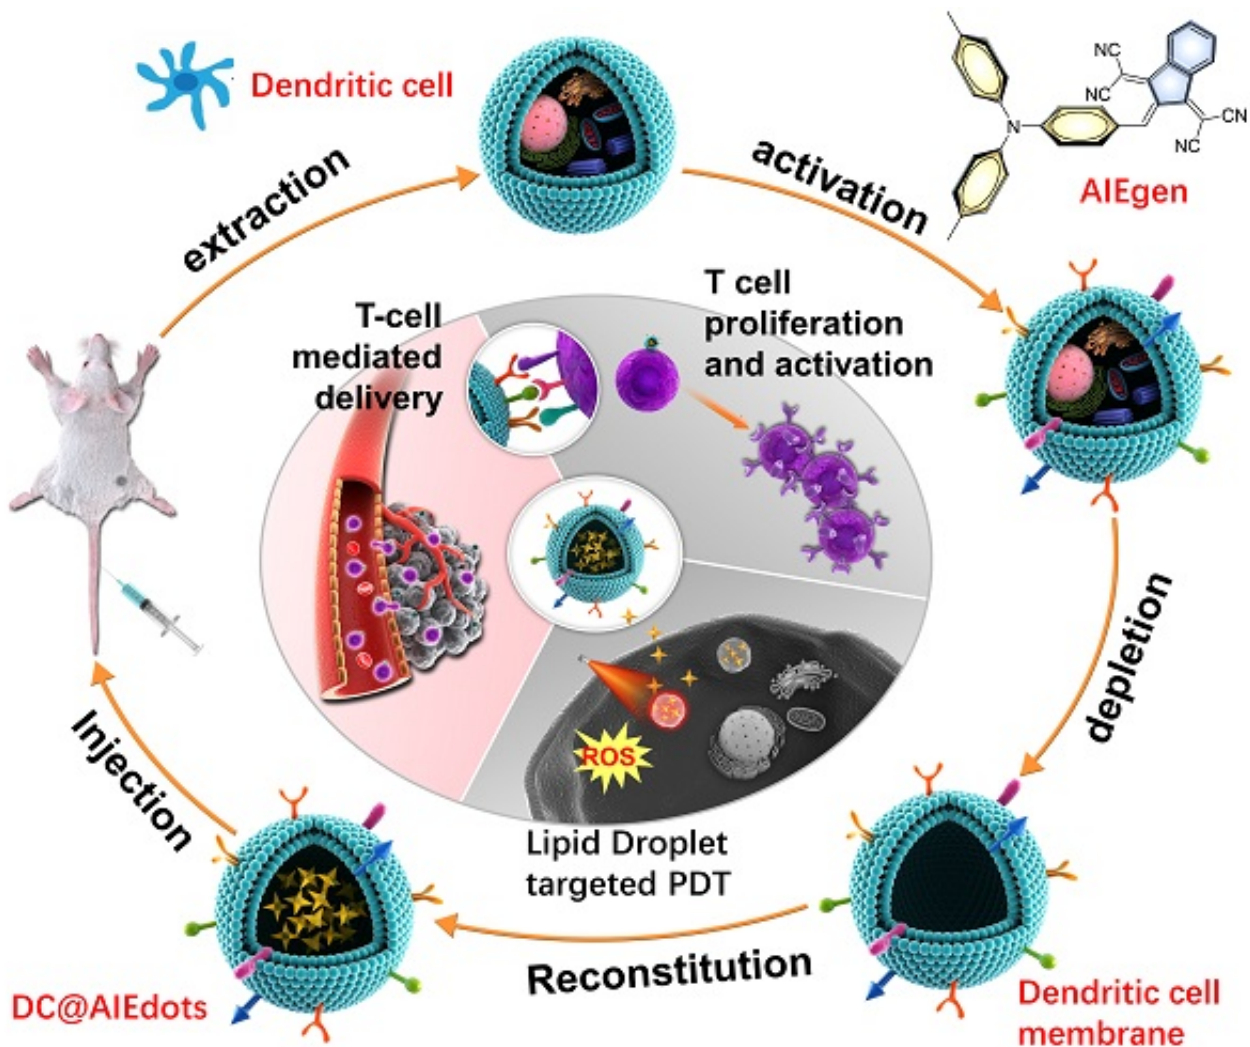 Dendritic cell
extraction
activation
NC
NC
N
CN
NC
AIEgen
T-cell
mediated
delivery
T cell
proliferation
and activation
depletion
ROS
Injection
Lipid Droplet
targeted PDT
Reconstitution
DC@AIEdots
Dendritic cell
membrane